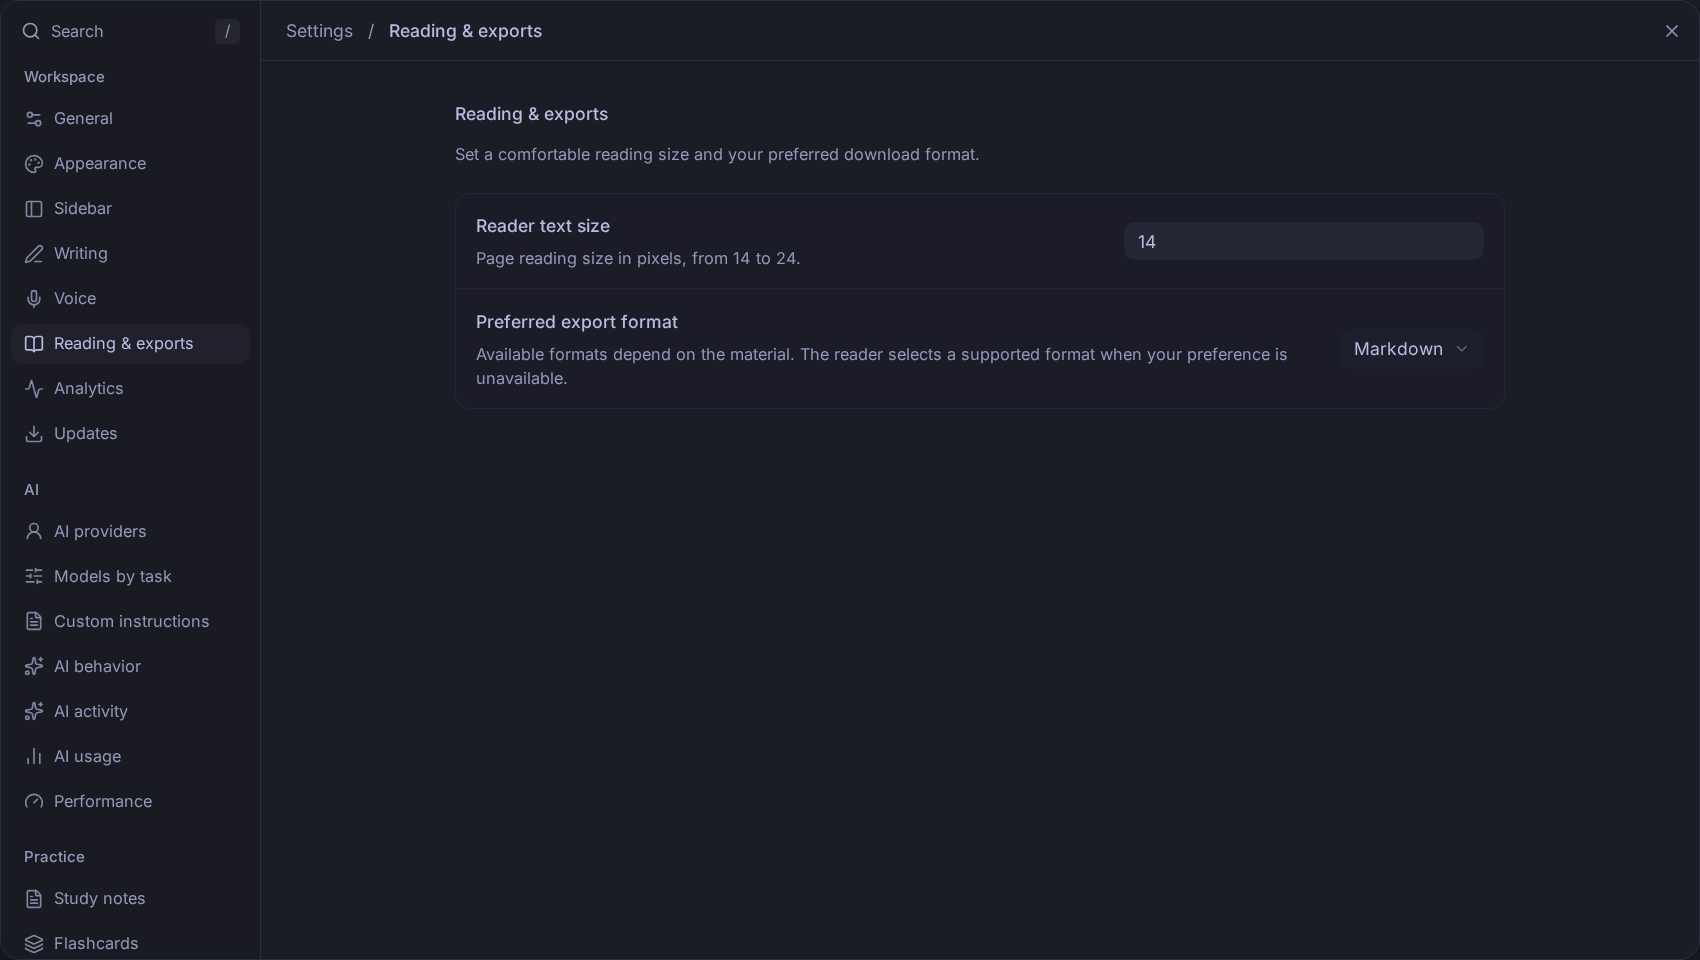 Search /
Workspace
General
Appearance
Sidebar
Writing
Voice
Reading & exports
Analytics
Updates
AI
AI providers
Models by task
Custom instructions
AI behavior
AI activity
AI usage
Performance
Practice
Study notes
Flashcards
Settings / Reading & exports
Reading & exports
Set a comfortable reading size and your preferred download format.
Reader text size
Page reading size in pixels, from 14 to 24.
14
Preferred export format
Available formats depend on the material. The reader selects a supported format when your preference is
unavailable.
Markdown